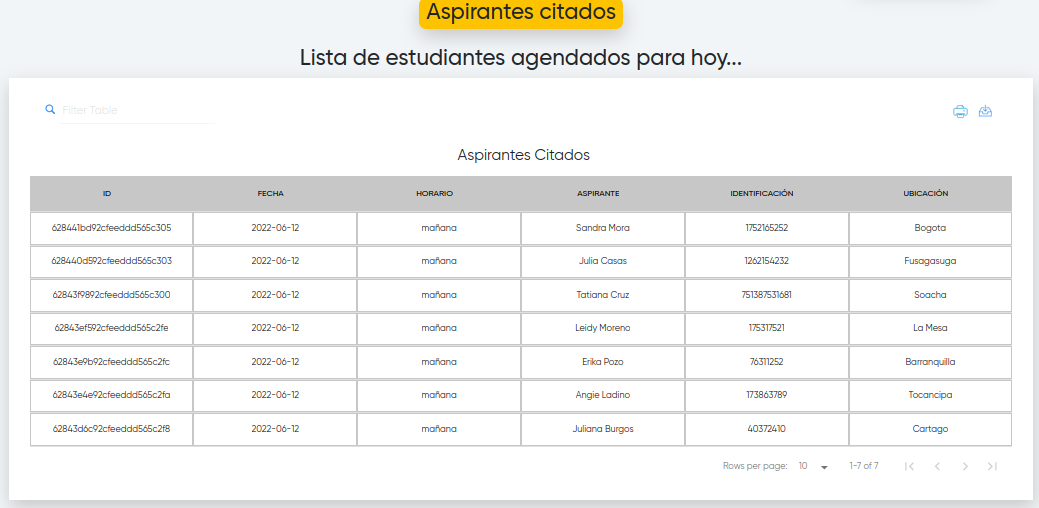 Aspirantes citados
Lista de estudiantes agendados para hoy...
Filter Table
Aspirantes Citados
ID FECHA HORARIO ASPIRANTE IDENTIFICACIÓN UBICACIÓN
628441bd92cfeeddd565c305 2022-06-12 mañana Sandra Mora 1752165252 Bogota
628440d592cfeeddd565c303 2022-06-12 mañana Julia Casas 1262154232 Fusagasuga
62843f9892cfeeddd565c300 2022-06-12 mañana Tatiana Cruz 751387531681 Soacha
62843ef592cfeeddd565c2fe 2022-06-12 mañana Leidy Moreno 175317521 La Mesa
62843e9b92cfeeddd565c2fc 2022-06-12 mañana Erika Pozo 76311252 Barranquilla
62843e4e92cfeeddd565c2fa 2022-06-12 mañana Angie Ladino 173863789 Tocancipa
62843d6c92cfeeddd565c2f8 2022-06-12 mañana Juliana Burgos 40372410 Cartago
Rows per page: 10 1-7 of 7